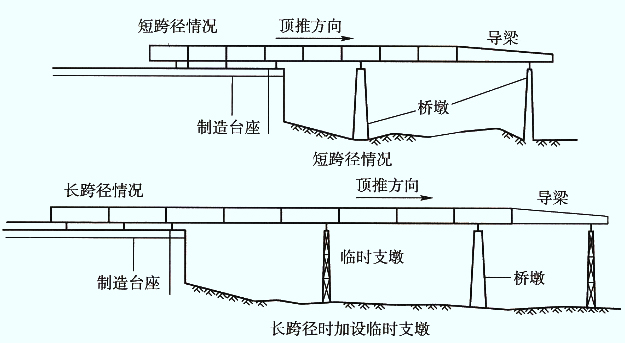 短跨径情况
顶推方向
导梁
桥墩
制造台座
短跨径情况
长跨径情况
顶推方向
导梁
临时支墩
制造台座
桥墩
长跨径时加设临时支墩